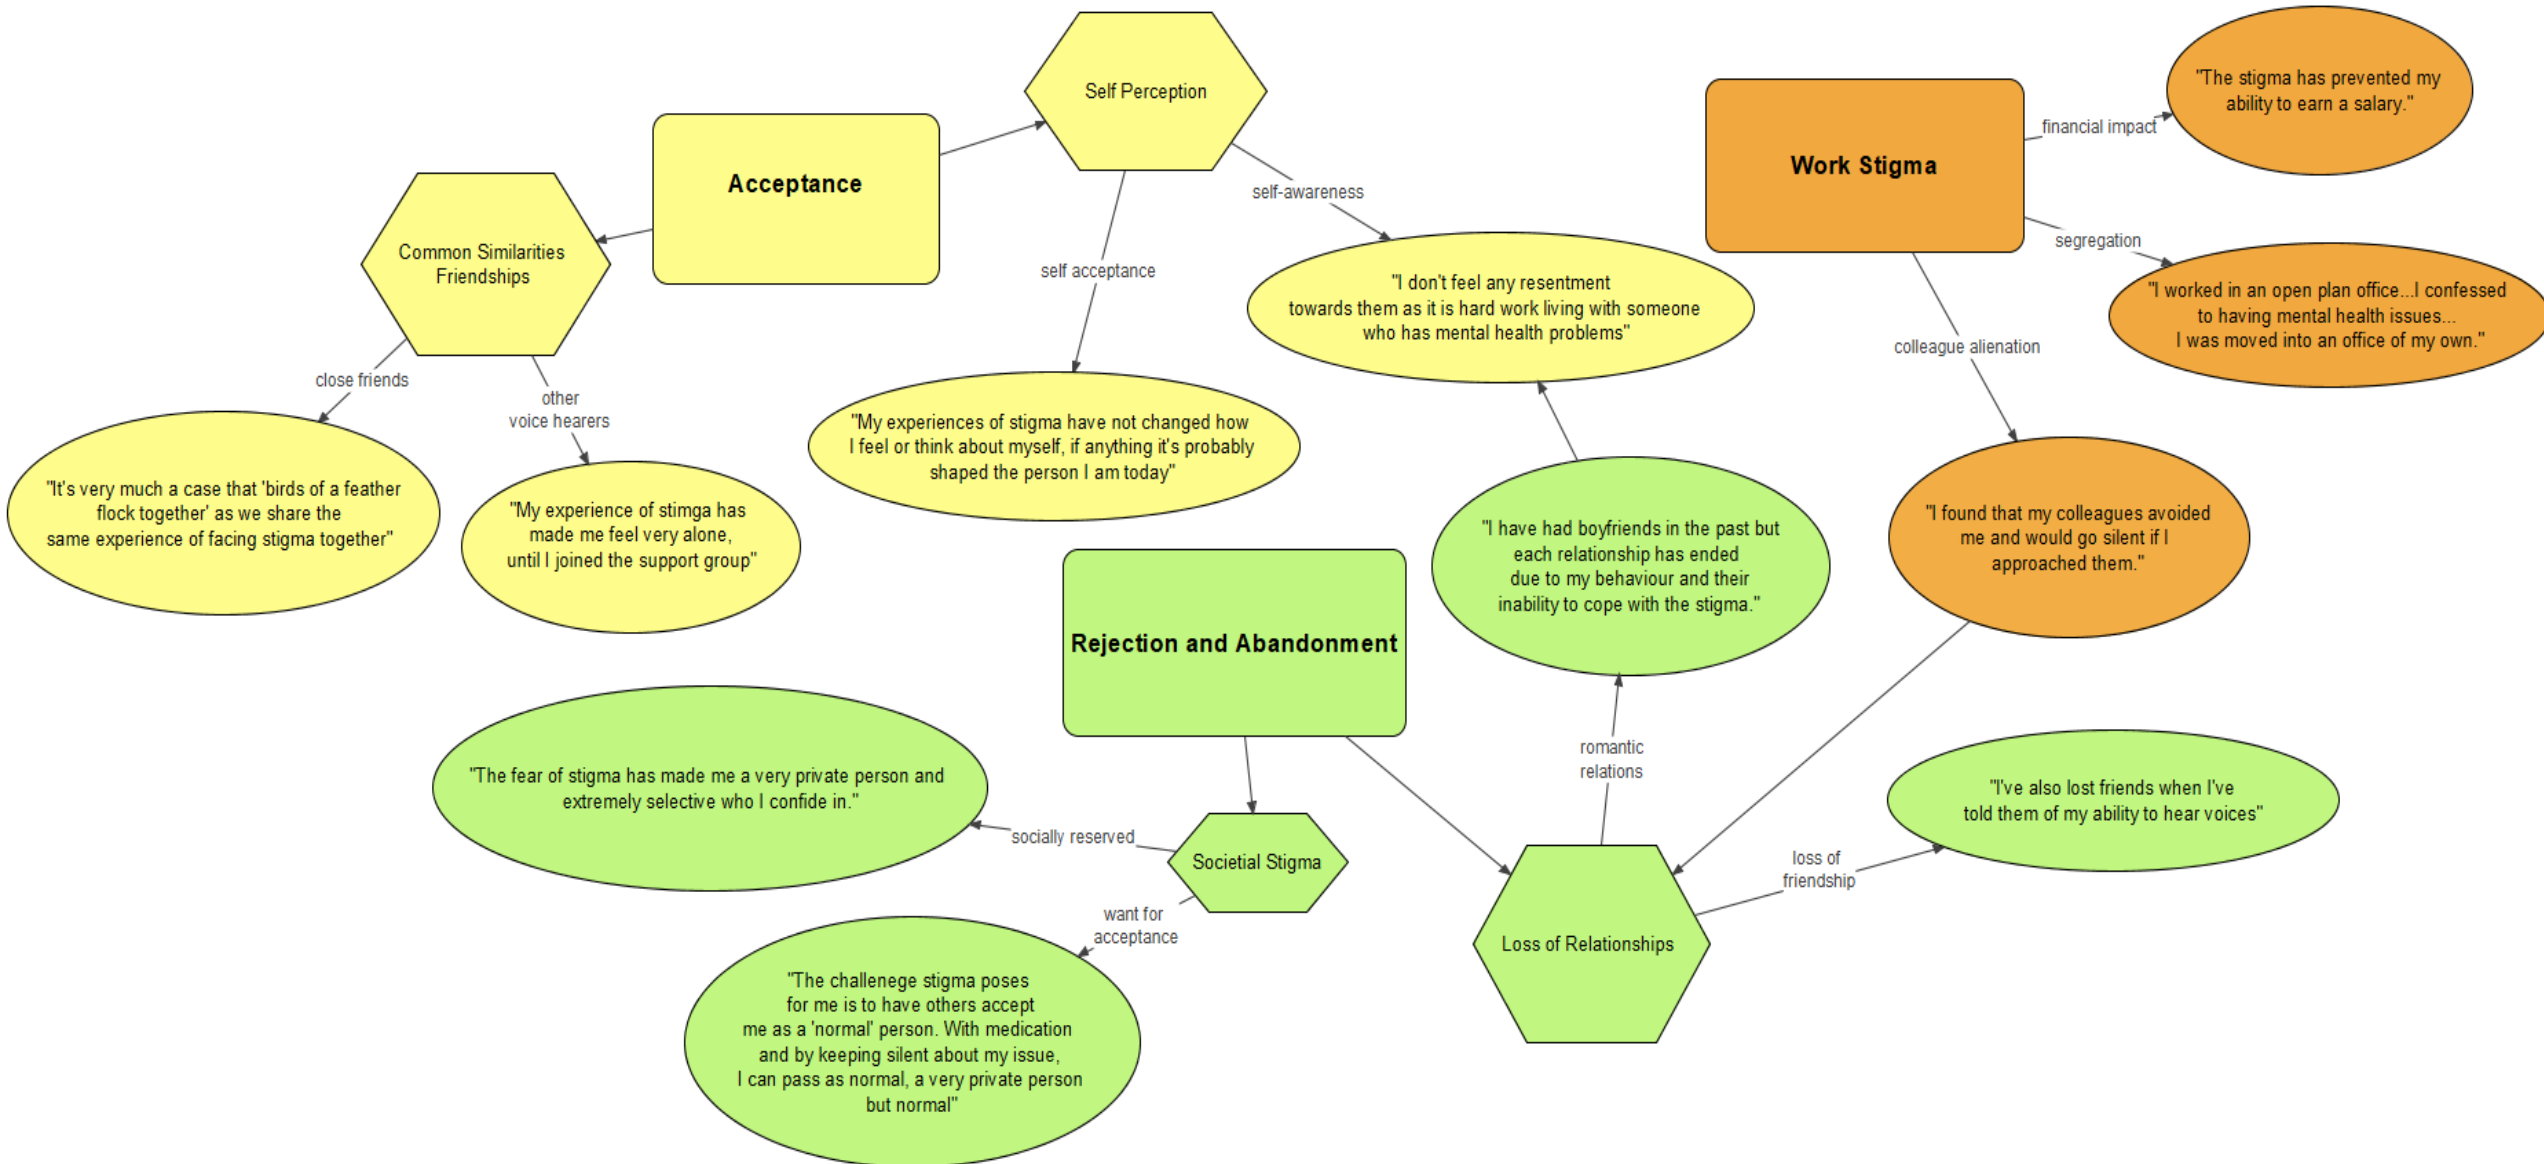 Self Perception
Acceptance
Common Similarities
Friendships
self-awareness
self acceptance
close friends
other
voice hearers
"It's very much a case that 'birds of a feather
flock together' as we share the
same experience of facing stigma together"
"My experience of stimga has
made me feel very alone,
until I joined the support group"
"My experiences of stigma have not changed how
I feel or think about myself, if anything it's probably
shaped the person I am today"
"I don't feel any resentment
towards them as it is hard work living with someone
who has mental health problems"
Work Stigma
financial impact
"The stigma has prevented my
ability to earn a salary."
segregation
"I worked in an open plan office...I confessed
to having mental health issues...
I was moved into an office of my own."
colleague alienation
"I found that my colleagues avoided
me and would go silent if I
approached them."
Rejection and Abandonment
"I have had boyfriends in the past but
each relationship has ended
due to my behaviour and their
inability to cope with the stigma."
romantic
relations
"The fear of stigma has made me a very private person and
extremely selective who I confide in."
socially reserved
Societial Stigma
want for
acceptance
"The challenege stigma poses
for me is to have others accept
me as a 'normal' person. With medication
and by keeping silent about my issue,
I can pass as normal, a very private person
but normal"
Loss of Relationships
loss of
friendship
"I've also lost friends when I've
told them of my ability to hear voices"